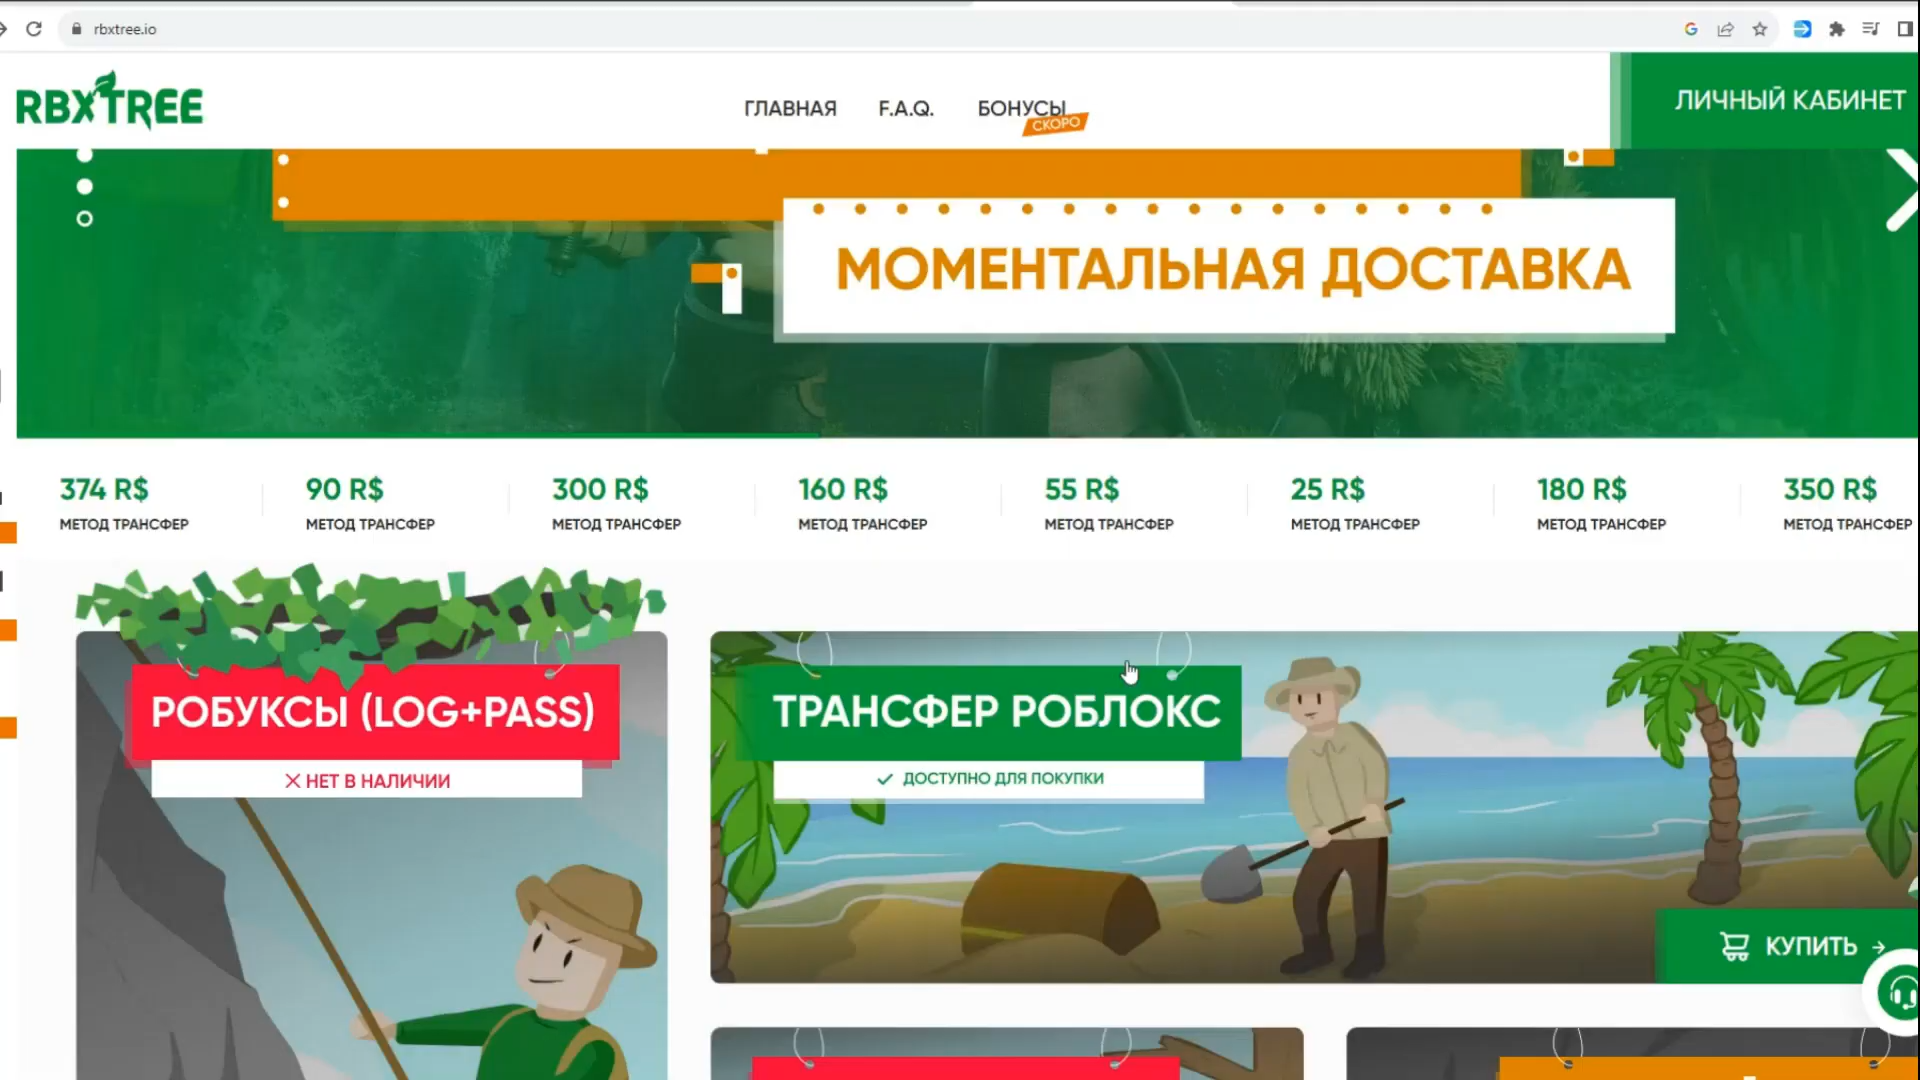 rbxtree.io
RBXTREE
ГЛАВНАЯ
F.A.Q.
БОНУСЫ
СКОРО
ЛИЧНЫЙ КАБИНЕТ
МОМЕНТАЛЬНАЯ ДОСТАВКА
374 R$
МЕТОД ТРАНСФЕР
90 R$
МЕТОД ТРАНСФЕР
300 R$
МЕТОД ТРАНСФЕР
160 R$
МЕТОД ТРАНСФЕР
55 R$
МЕТОД ТРАНСФЕР
25 R$
МЕТОД ТРАНСФЕР
180 R$
МЕТОД ТРАНСФЕР
350 R$
МЕТОД ТРАНСФЕР
РОБУКСЫ (LOG+PASS)
НЕТ В НАЛИЧИИ
ТРАНСФЕР РОБЛОКС
ДОСТУПНО ДЛЯ ПОКУПКИ
КУПИТЬ →